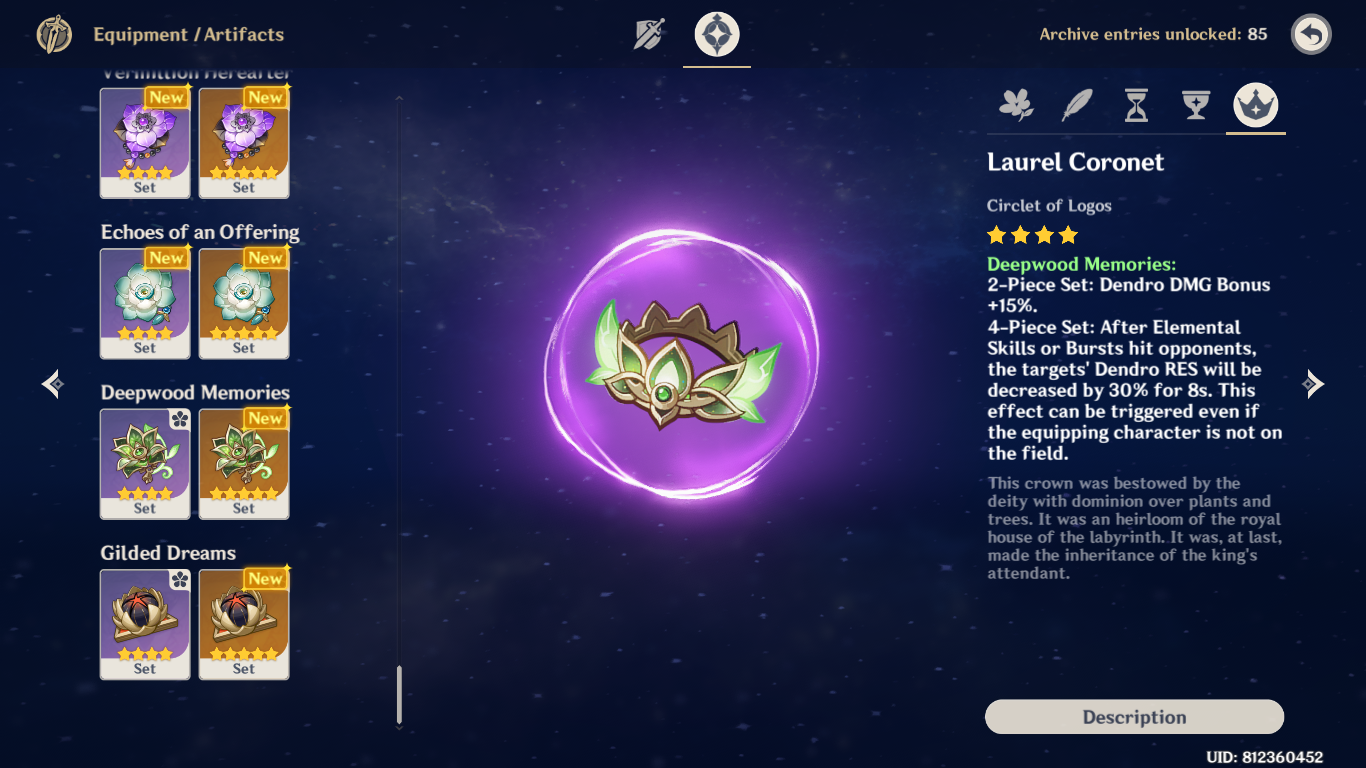 Equipment / Artifacts
Archive entries unlocked: 85
Vermillion Hereafter
New
New
Set
Set
Echoes of an Offering
New
New
Set
Set
Deepwood Memories
New
Set
Set
Gilded Dreams
New
Set
Set
Laurel Coronet
Circlet of Logos
Deepwood Memories:
2-Piece Set: Dendro DMG Bonus
+15%.
4-Piece Set: After Elemental
Skills or Bursts hit opponents,
the targets' Dendro RES will be
decreased by 30% for 8s. This
effect can be triggered even if
the equipping character is not on
the field.
This crown was bestowed by the
deity with dominion over plants and
trees. It was an heirloom of the royal
house of the labyrinth. It was, at last,
made the inheritance of the king's
attendant.
Description
UID: 812360452